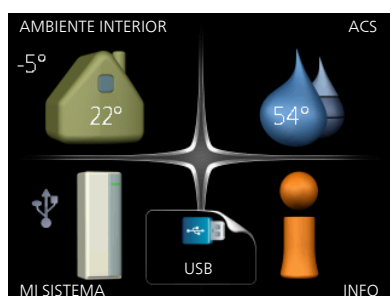 AMBIENTE INTERIOR
ACS
-5°
22°
54°
USB
MI SISTEMA
INFO